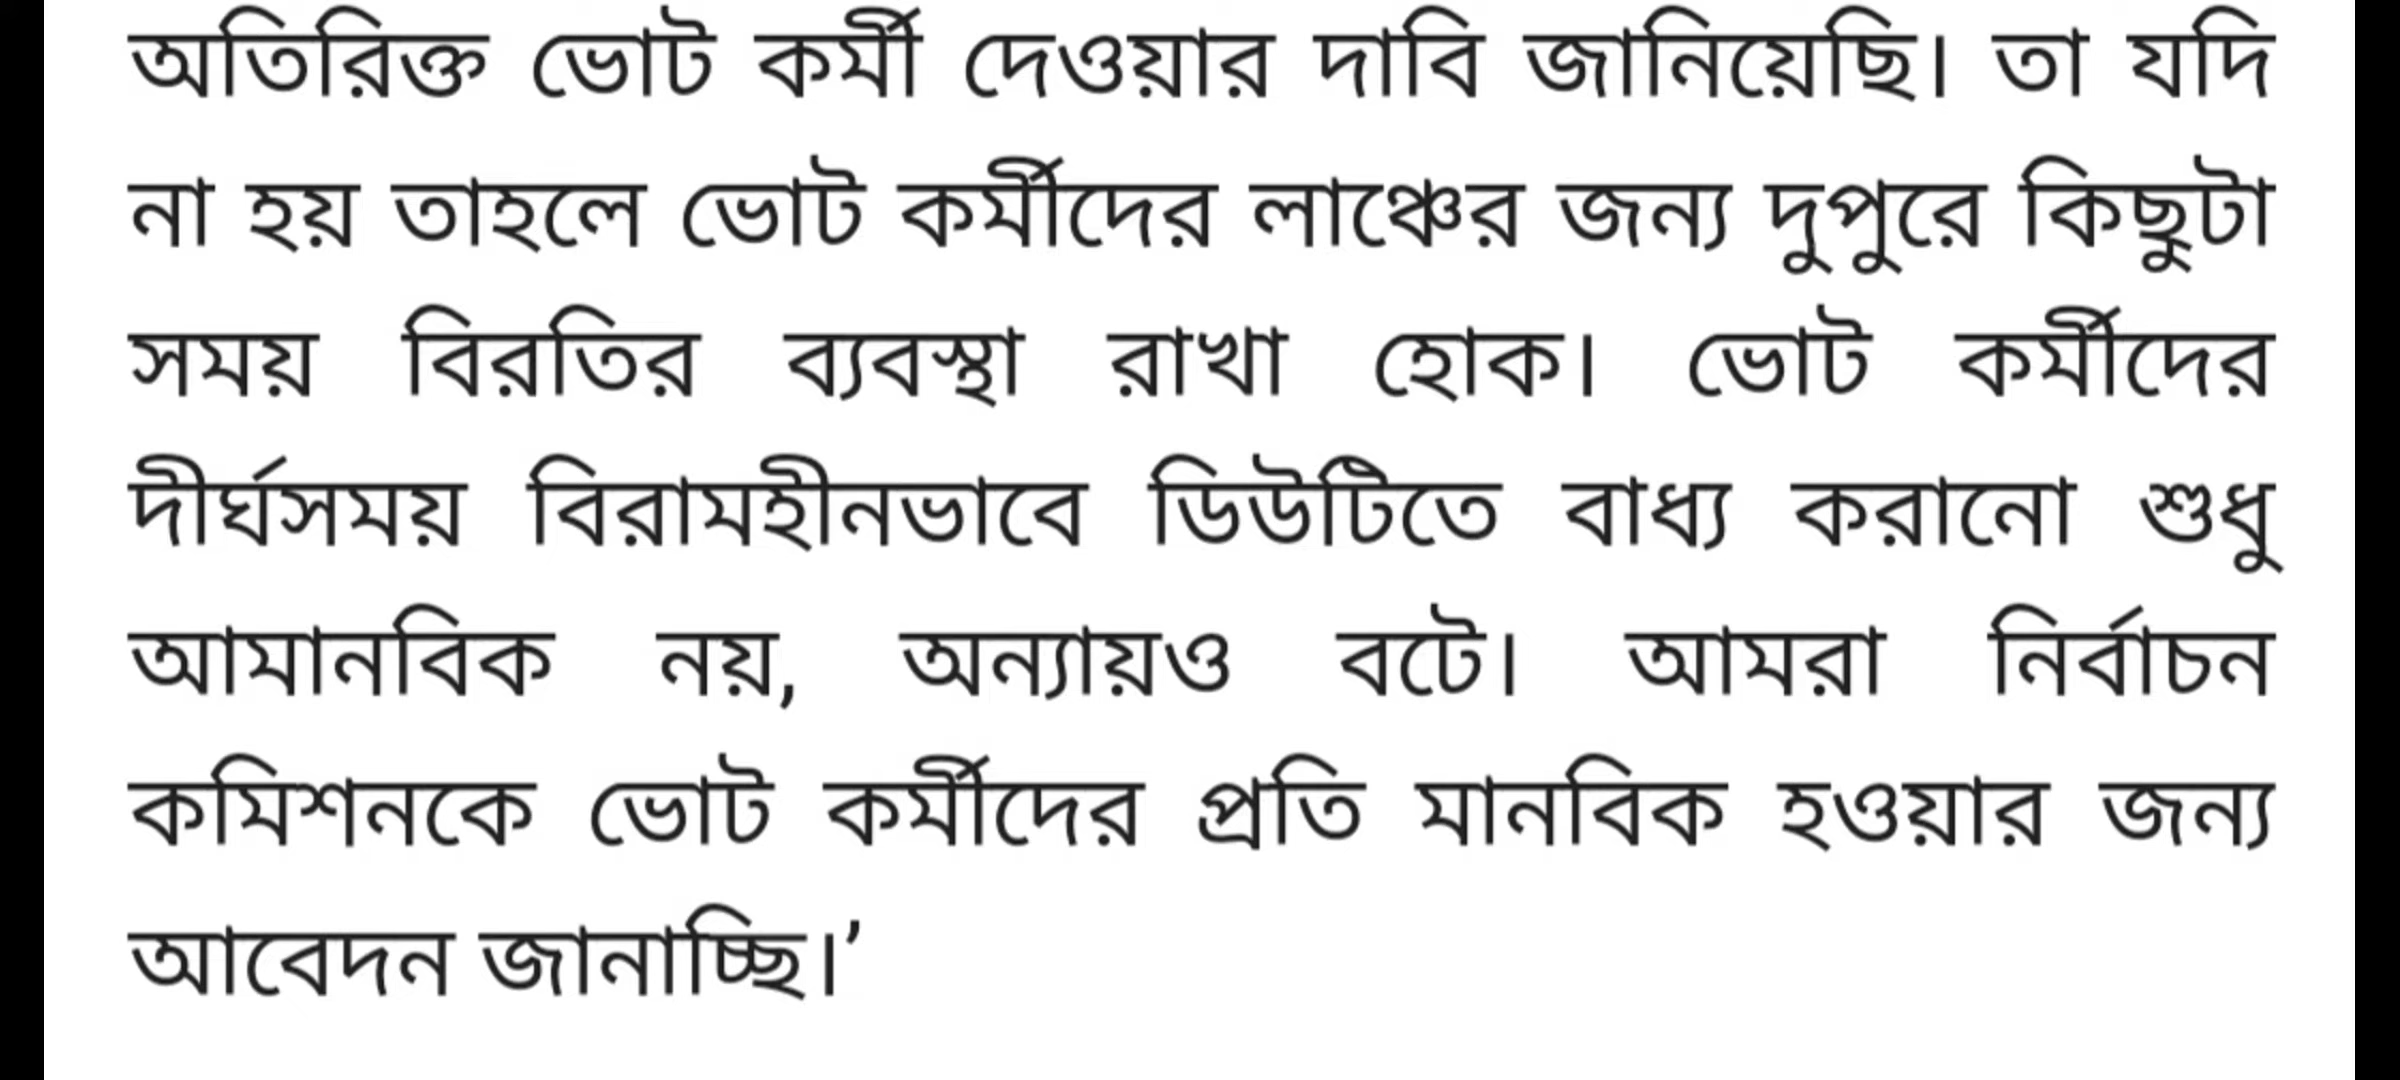 অতিরিক্ত ভোট কর্মী দেওয়ার দাবি জানিয়েছি। তা যদি
না হয় তাহলে ভোট কর্মীদের লাঞ্চের জন্য দুপুরে কিছুটা
সময় বিরতির ব্যবস্থা রাখা হোক। ভোট কর্মীদের
দীর্ঘসময় বিরামহীনভাবে ডিউটিতে বাধ্য করানো শুধু
আমানবিক নয়, অন্যায়ও বটে। আমরা নির্বাচন
কমিশনকে ভোট কর্মীদের প্রতি মানবিক হওয়ার জন্য
আবেদন জানাচ্ছি।’